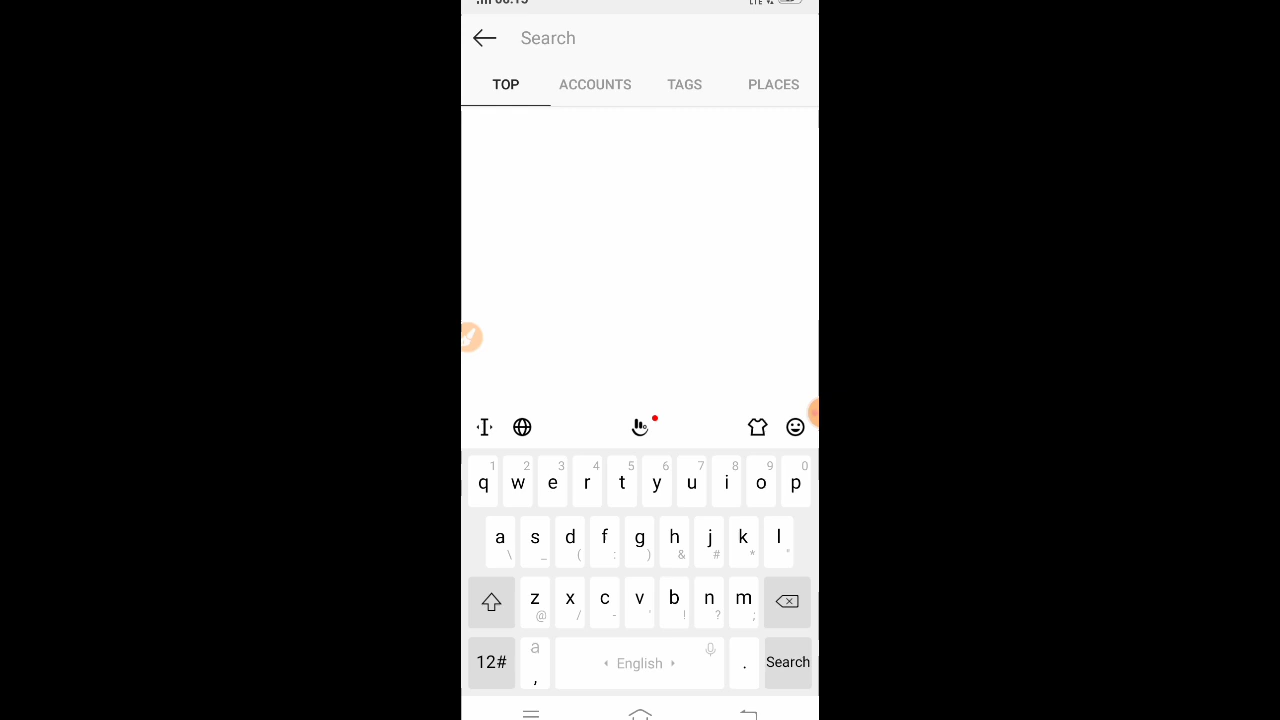 Search
TOP ACCOUNTS TAGS PLACES
1 2 3 4 5 6 7 8 9 0
q w e r t y u i o p
a s d f g h j k l
\ _ ( : ) & # * "
z x c v b n m
@ / - ' ! ? ;
12# a , English . Search